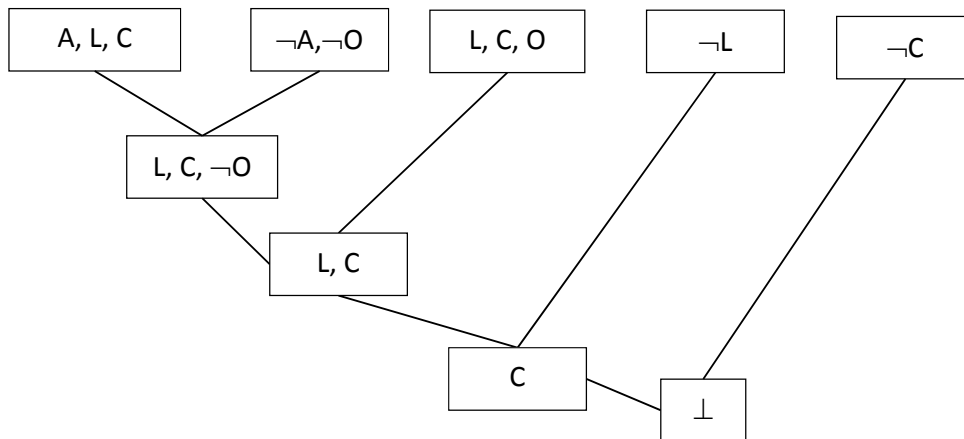 A, L, C
¬A,¬O
L, C, O
¬L
¬C
L, C, ¬O
L, C
C
⊥